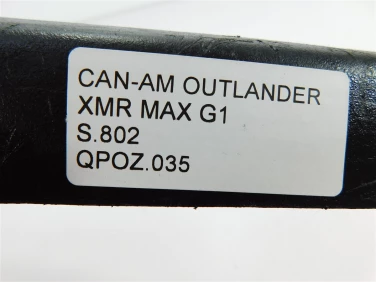 CAN-AM OUTLANDER
XMR MAX G1
S.802
QPOZ.035